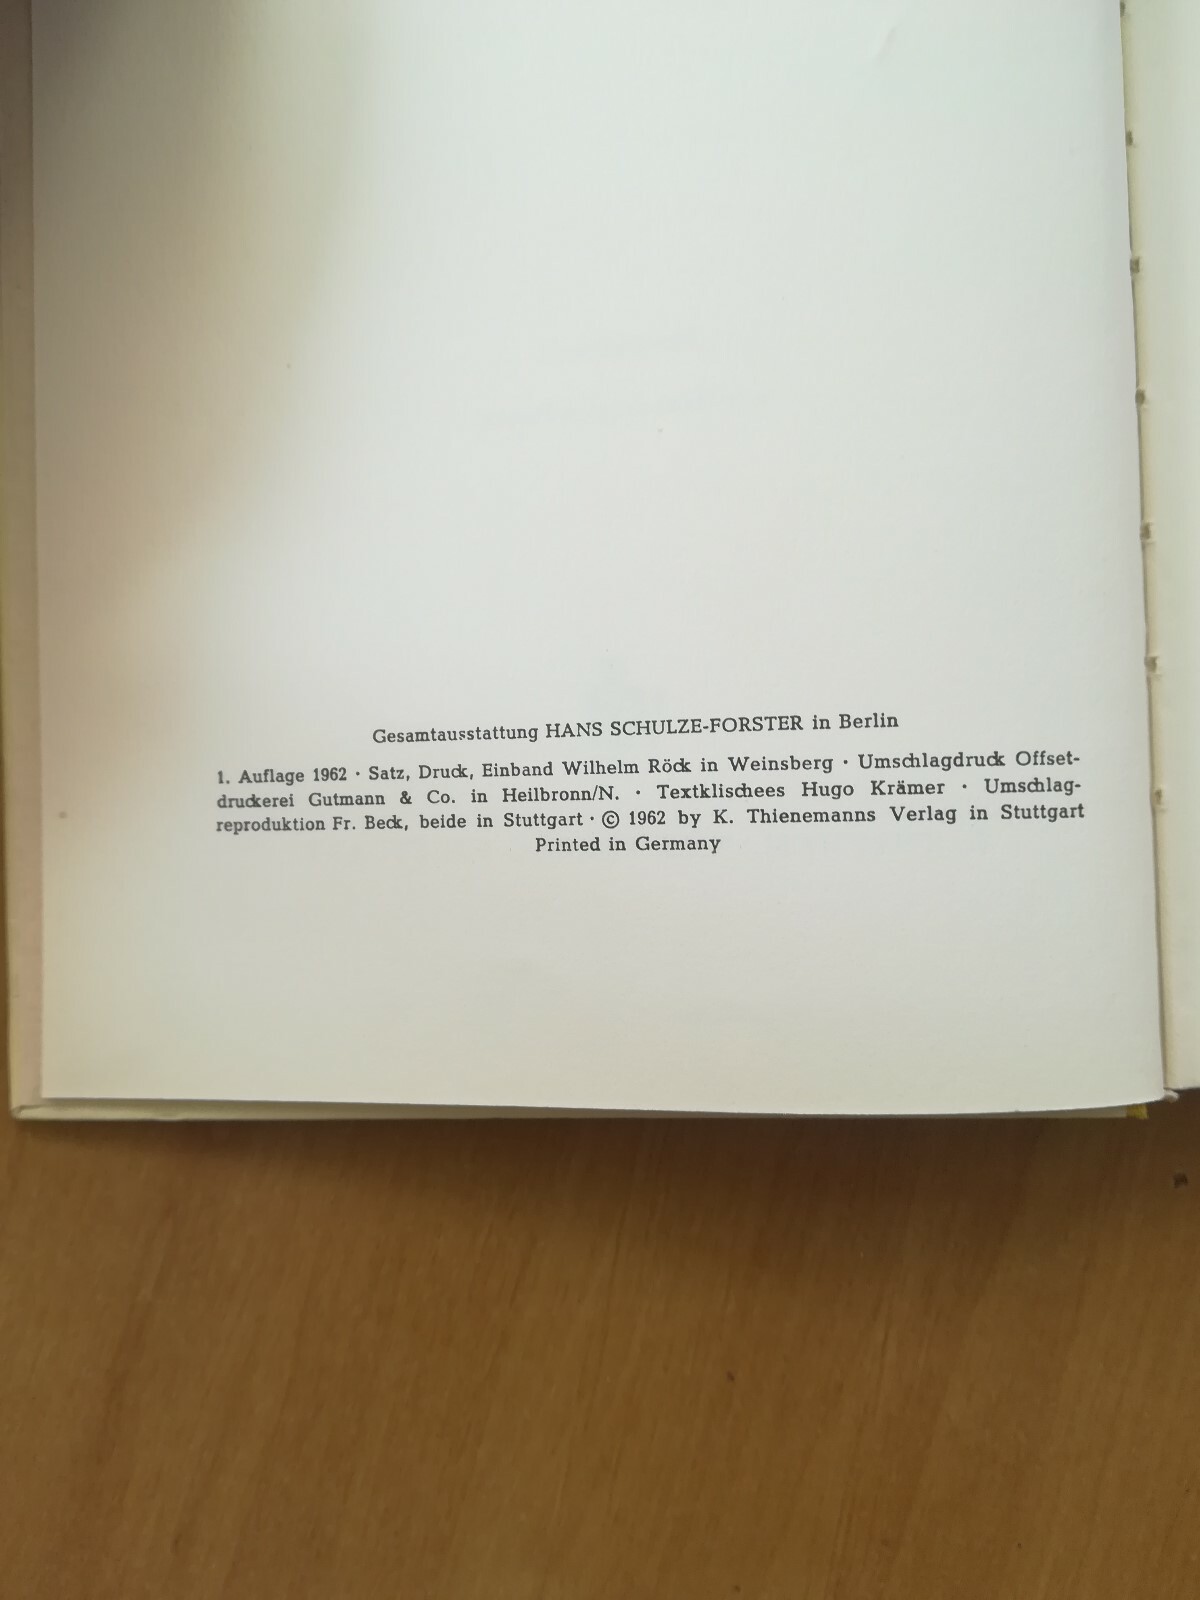 Gesamtausstattung HANS SCHULZE-FORSTER in Berlin
1. Auflage 1962 · Satz, Druck, Einband Wilhelm Röck in Weinsberg · Umschlagdruck Offset-
druckerei Gutmann & Co. in Heilbronn/N. · Textklischees Hugo Krämer · Umschlag-
reproduktion Fr. Beck, beide in Stuttgart · © 1962 by K. Thienemanns Verlag in Stuttgart
Printed in Germany